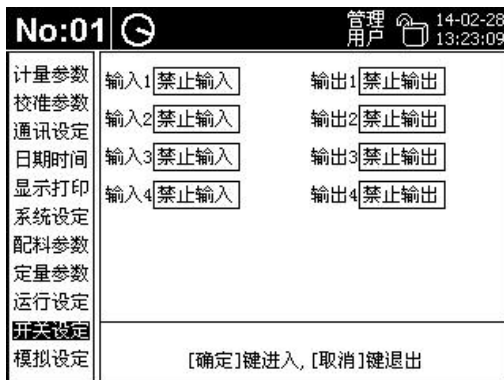 No:01
管理用户
14-02-28
13:23:09
计量参数
校准参数
通讯设定
日期时间
显示打印
系统设定
配料参数
定量参数
运行设定
开关设定
模拟设定
输入1 禁止输入 输出1 禁止输出
输入2 禁止输入 输出2 禁止输出
输入3 禁止输入 输出3 禁止输出
输入4 禁止输入 输出4 禁止输出
[确定]键进入, [取消]键退出